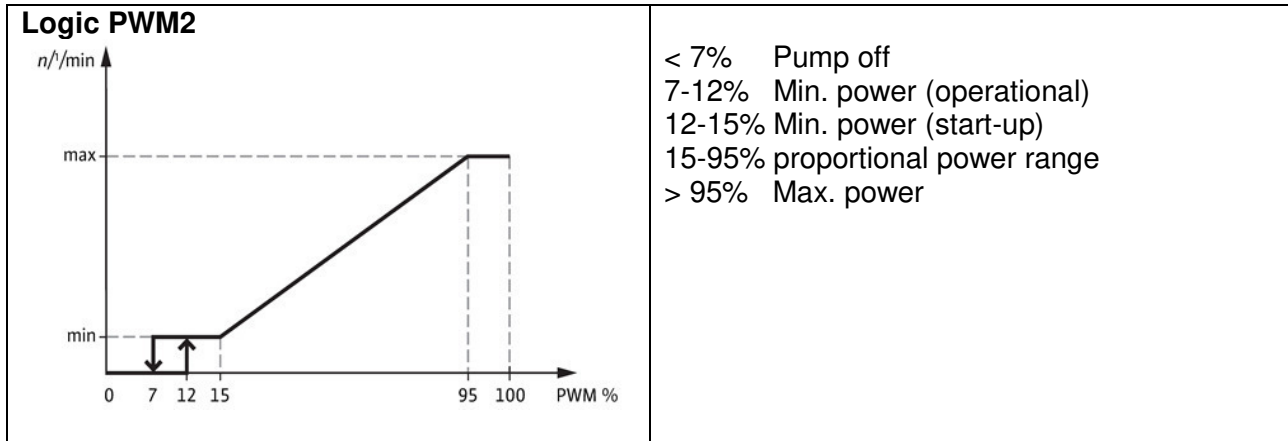 Logic PWM2
n/¹/min
max
min
0 7 12 15 95 100 PWM %
< 7% Pump off
7-12% Min. power (operational)
12-15% Min. power (start-up)
15-95% proportional power range
> 95% Max. power